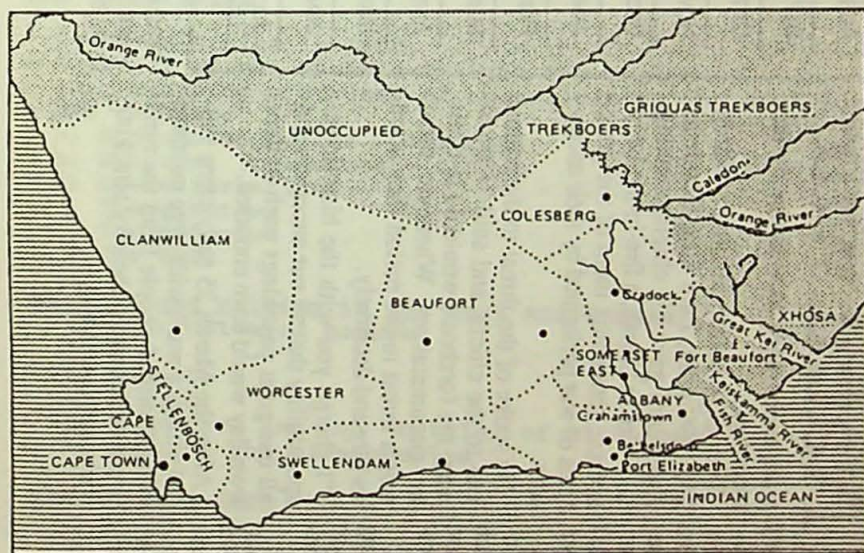 Orange River
UNOCCUPIED
TREKBOERS
GRIQUAS TREKBOERS
Caledon
Orange River
CLANWILLIAM
COLESBERG
BEAUFORT
Cradock
XHOSA
Great Kei River
SOMERSET
EAST
Fort Beaufort
Keiskamma River
Fish River
WORCESTER
ALBANY
Grahamstown
STELLENBOSCH
CAPE
CAPE TOWN
SWELLENDAM
Bethelsdorp
Port Elizabeth
INDIAN OCEAN